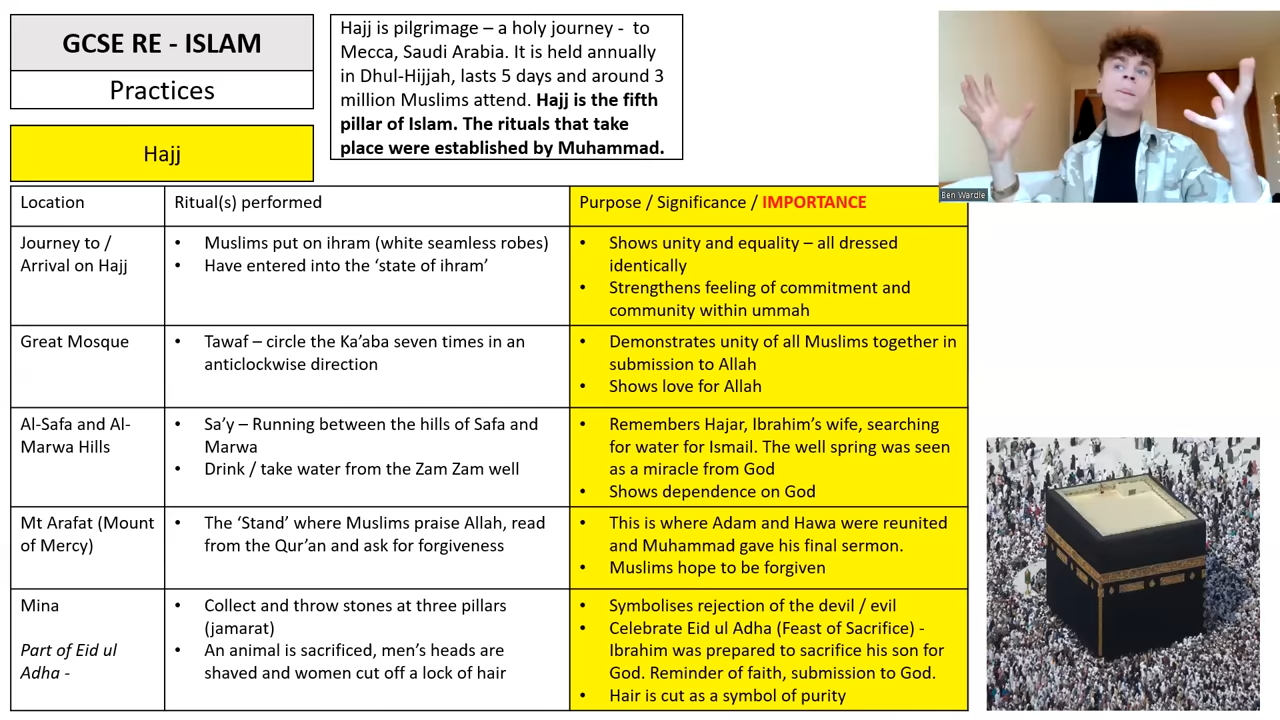 GCSE RE - ISLAM
Practices
Hajj
Hajj is pilgrimage – a holy journey - to
Mecca, Saudi Arabia. It is held annually
in Dhul-Hijjah, lasts 5 days and around 3
million Muslims attend. Hajj is the fifth
pillar of Islam. The rituals that take
place were established by Muhammad.
Ben Wardle
Location
Ritual(s) performed
Purpose / Significance / IMPORTANCE
Journey to /
Arrival on Hajj
• Muslims put on ihram (white seamless robes)
• Have entered into the ‘state of ihram’
• Shows unity and equality – all dressed
identically
• Strengthens feeling of commitment and
community within ummah
Great Mosque
• Tawaf – circle the Ka’aba seven times in an
anticlockwise direction
• Demonstrates unity of all Muslims together in
submission to Allah
• Shows love for Allah
Al-Safa and Al-
Marwa Hills
• Sa’y – Running between the hills of Safa and
Marwa
• Drink / take water from the Zam Zam well
• Remembers Hajar, Ibrahim’s wife, searching
for water for Ismail. The well spring was seen
as a miracle from God
• Shows dependence on God
Mt Arafat (Mount
of Mercy)
• The ‘Stand’ where Muslims praise Allah, read
from the Qur’an and ask for forgiveness
• This is where Adam and Hawa were reunited
and Muhammad gave his final sermon.
• Muslims hope to be forgiven
Mina
Part of Eid ul
Adha -
• Collect and throw stones at three pillars
(jamarat)
• An animal is sacrificed, men’s heads are
shaved and women cut off a lock of hair
• Symbolises rejection of the devil / evil
• Celebrate Eid ul Adha (Feast of Sacrifice) -
Ibrahim was prepared to sacrifice his son for
God. Reminder of faith, submission to God.
• Hair is cut as a symbol of purity